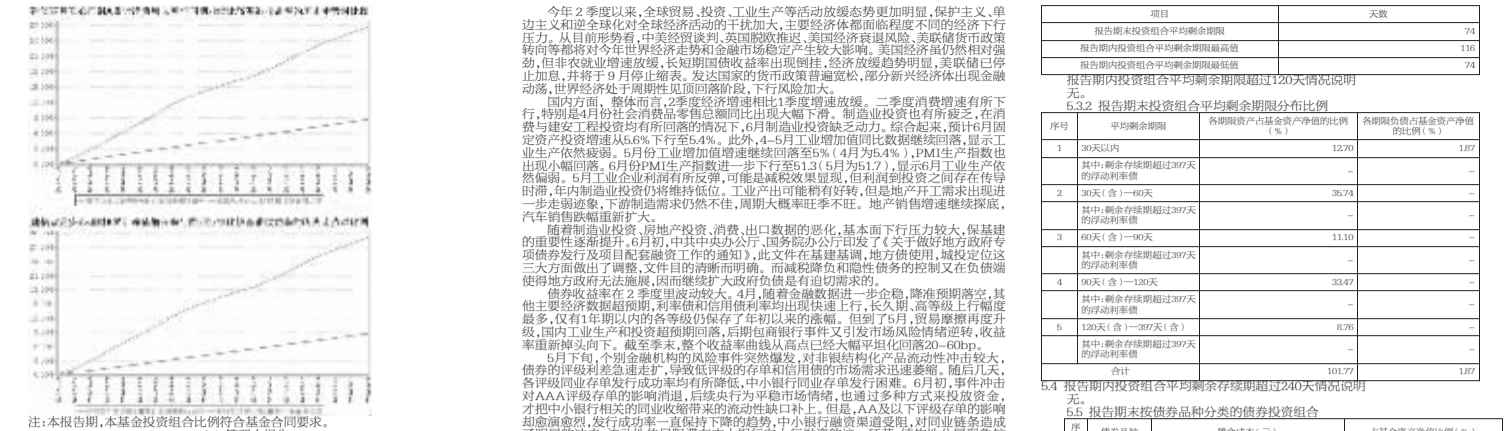 注:本报告期,本基金投资组合比例符合基金合同要求。
今年2季度以来,全球贸易、投资、工业生产等活动放缓态势更加明显,保护主义、单
边主义和逆全球化对全球经济活动的干扰加大,主要经济体都面临程度不同的经济下行
压力。从目前形势看,中美经贸谈判、英国脱欧推迟、美国经济衰退风险、美联储货币政策
转向等都将对今年世界经济走势和金融市场稳定产生较大影响。美国经济虽仍然相对强
劲,但非农就业增速放缓,长短期国债收益率出现倒挂,经济放缓趋势明显,美联储已停
止加息,并将于9月停止缩表。发达国家的货币政策普遍宽松,部分新兴经济体出现金融
动荡,世界经济处于周期性见顶回落阶段,下行风险加大。
国内方面,整体而言,2季度经济增速相比1季度增速放缓。二季度消费增速有所下
行,特别是4月份社会消费品零售总额同比出现大幅下滑。制造业投资也有所疲乏,在消
费与建安工程投资均有所回落的情况下,6月制造业投资缺乏动力。综合起来,预计6月固
定资产投资增速从5.6%下行至5.4%。此外,4-5月工业增加值同比数据继续回落,显示工
业生产依然疲弱。5月份工业增加值增速继续回落至5%(4月为5.4%),PMI生产指数也
出现小幅回落。6月份PMI生产指数进一步下行至51.3(5月为51.7),显示6月工业生产依
然偏弱。5月工业企业利润有所反弹,可能是减税效果显现,但利润到投资之间存在传导
时滞,年内制造业投资仍将维持低位。工业产出可能稍有好转,但是地产开工需求出现进
一步走弱迹象,下游制造需求仍然不佳,周期大概率旺季不旺。地产销售增速继续探底,
汽车销售跌幅重新扩大。
随着制造业投资、房地产投资、消费、出口数据的恶化,基本面下行压力较大,保基建
的重要性逐渐提升。6月初,中共中央办公厅、国务院办公厅印发了《关于做好地方政府专
项债券发行及项目配套融资工作的通知》,此文件在基建基调,地方债使用,城投定位这
三大方面做出了调整,文件目的清晰而明确。而减税降负和隐性债务的控制又在负债端
使得地方政府无法施展,因而继续扩大政府负债是有迫切需求的。
债券收益率在2季度里波动较大。4月,随着金融数据进一步企稳,降准预期落空,其
他主要经济数据超预期,利率债和信用债利率均出现快速上行,长久期、高等级上行幅度
最多,仅有1年期以内的各等级仍保存了年初以来的涨幅。但到了5月,贸易摩擦再度升
级,国内工业生产和投资超预期回落,后期包商银行事件又引发市场风险情绪逆转,收益
率重新掉头向下。截至季末,整个收益率曲线从高点已经大幅平坦化回落20-60bp。
5月下旬,个别金融机构的风险事件突然爆发,对非银结构化产品流动性冲击较大,
债券的评级利差急速走扩,导致低评级的存单和信用债的市场需求迅速萎缩。随后几天,
各评级同业存单发行成功率均有所降低,中小银行同业存单发行困难。6月初,事件冲击
对AAA评级存单的影响消退,后续央行为平稳市场情绪,也通过多种方式来投放资金,
才把中小银行相关的同业收缩带来的流动性缺口补上。但是,AA及以下评级存单的影响
却愈演愈烈,发行成功率一直保持下降的趋势,中小银行融资渠道受阻,对同业链条造成
项目 天数
报告期末投资组合平均剩余期限 74
报告期内投资组合平均剩余期限最高值 116
报告期内投资组合平均剩余期限最低值 74
报告期内投资组合平均剩余期限超过120天情况说明
无。
5.3.2 报告期末投资组合平均剩余期限分布比例
序号 平均剩余期限 各期限资产占基金资产净值的比例(%) 各期限负债占基金资产净值的比例(%)
1 30天以内 12.70 1.87
其中:剩余存续期超过397天
的浮动利率债 – –
2 30天(含)—60天 35.74 –
其中:剩余存续期超过397天
的浮动利率债 – –
3 60天(含)—90天 11.10 –
其中:剩余存续期超过397天
的浮动利率债 – –
4 90天(含)—120天 33.47 –
其中:剩余存续期超过397天
的浮动利率债 – –
5 120天(含)—397天(含) 8.76 –
其中:剩余存续期超过397天
的浮动利率债 – –
合计 101.77 1.87
5.4 报告期内投资组合平均剩余存续期超过240天情况说明
无。
5.5 报告期末按债券品种分类的债券投资组合